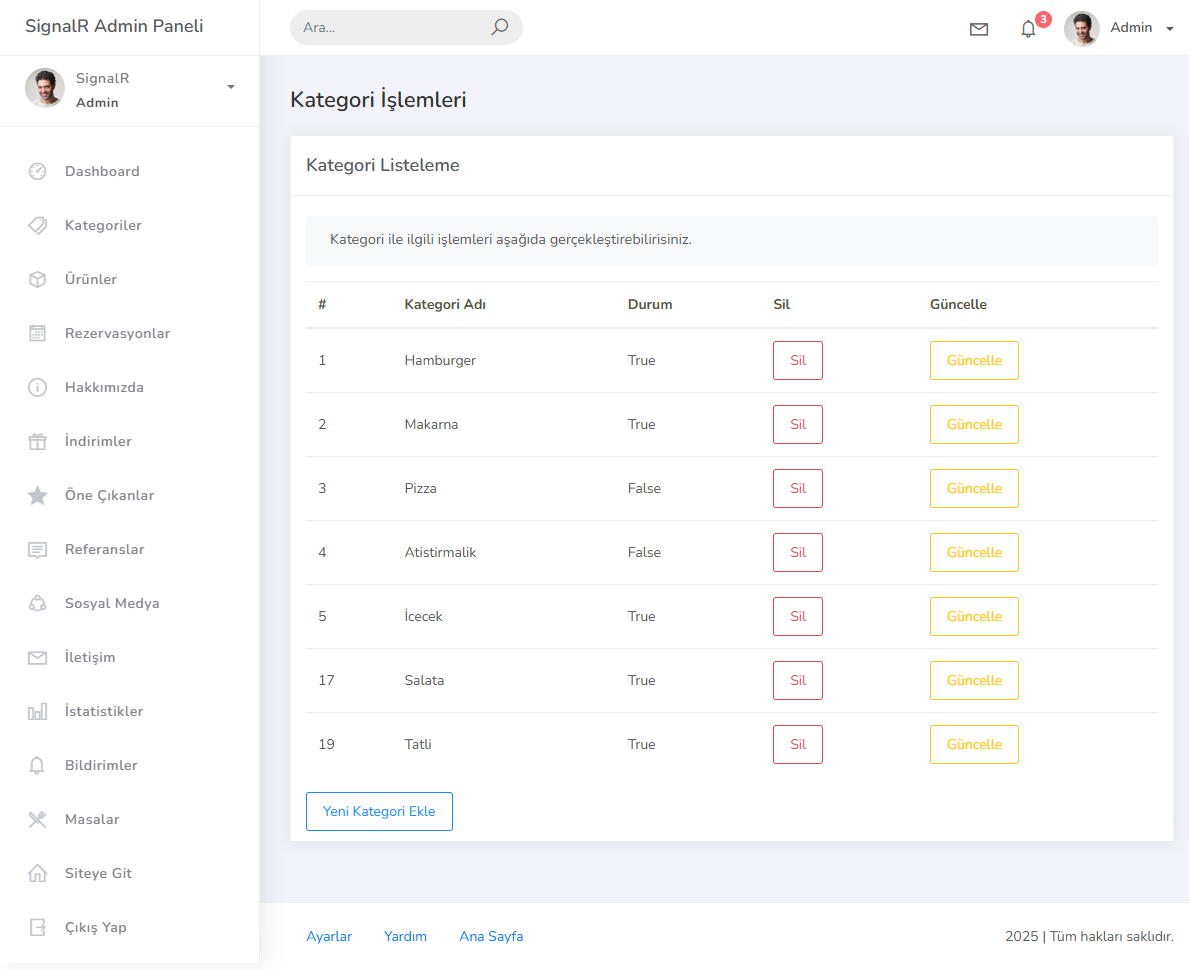 SignalR Admin Paneli
Ara...
3
Admin
SignalR
Admin
Dashboard
Kategoriler
Ürünler
Rezervasyonlar
Hakkımızda
İndirimler
Öne Çıkanlar
Referanslar
Sosyal Medya
İletişim
İstatistikler
Bildirimler
Masalar
Siteye Git
Çıkış Yap
Kategori İşlemleri
Kategori Listeleme
Kategori ile ilgili işlemleri aşağıda gerçekleştirebilirisiniz.
# Kategori Adı Durum Sil Güncelle
1 Hamburger True Sil Güncelle
2 Makarna True Sil Güncelle
3 Pizza False Sil Güncelle
4 Atistirmalik False Sil Güncelle
5 İcecek True Sil Güncelle
17 Salata True Sil Güncelle
19 Tatli True Sil Güncelle
Yeni Kategori Ekle
Ayarlar Yardım Ana Sayfa 2025 | Tüm hakları saklıdır.